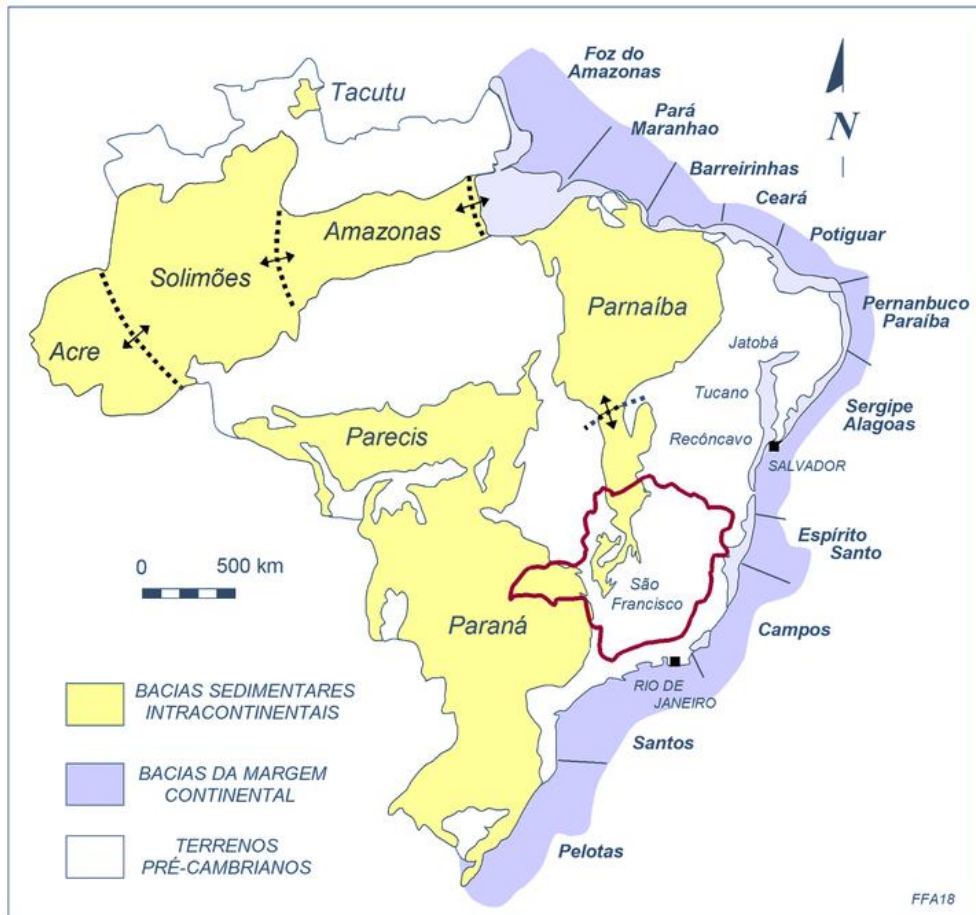 Foz do
Amazonas
Tacutu
Pará
Maranhao
N
Barreirinhas
Ceará
Amazonas
Potiguar
Solimões
Parnaíba
Pernanbuco
Paraíba
Acre
Jatobá
Tucano
Sergipe
Alagoas
Parecis
Recôncavo
SALVADOR
Espírito
Santo
0 500 km
São
Francisco
Paraná
Campos
BACIAS SEDIMENTARES
INTRACONTINENTAIS
RIO DE
JANEIRO
Santos
BACIAS DA MARGEM
CONTINENTAL
TERRENOS
PRÉ-CAMBRIANOS
Pelotas
FFA18